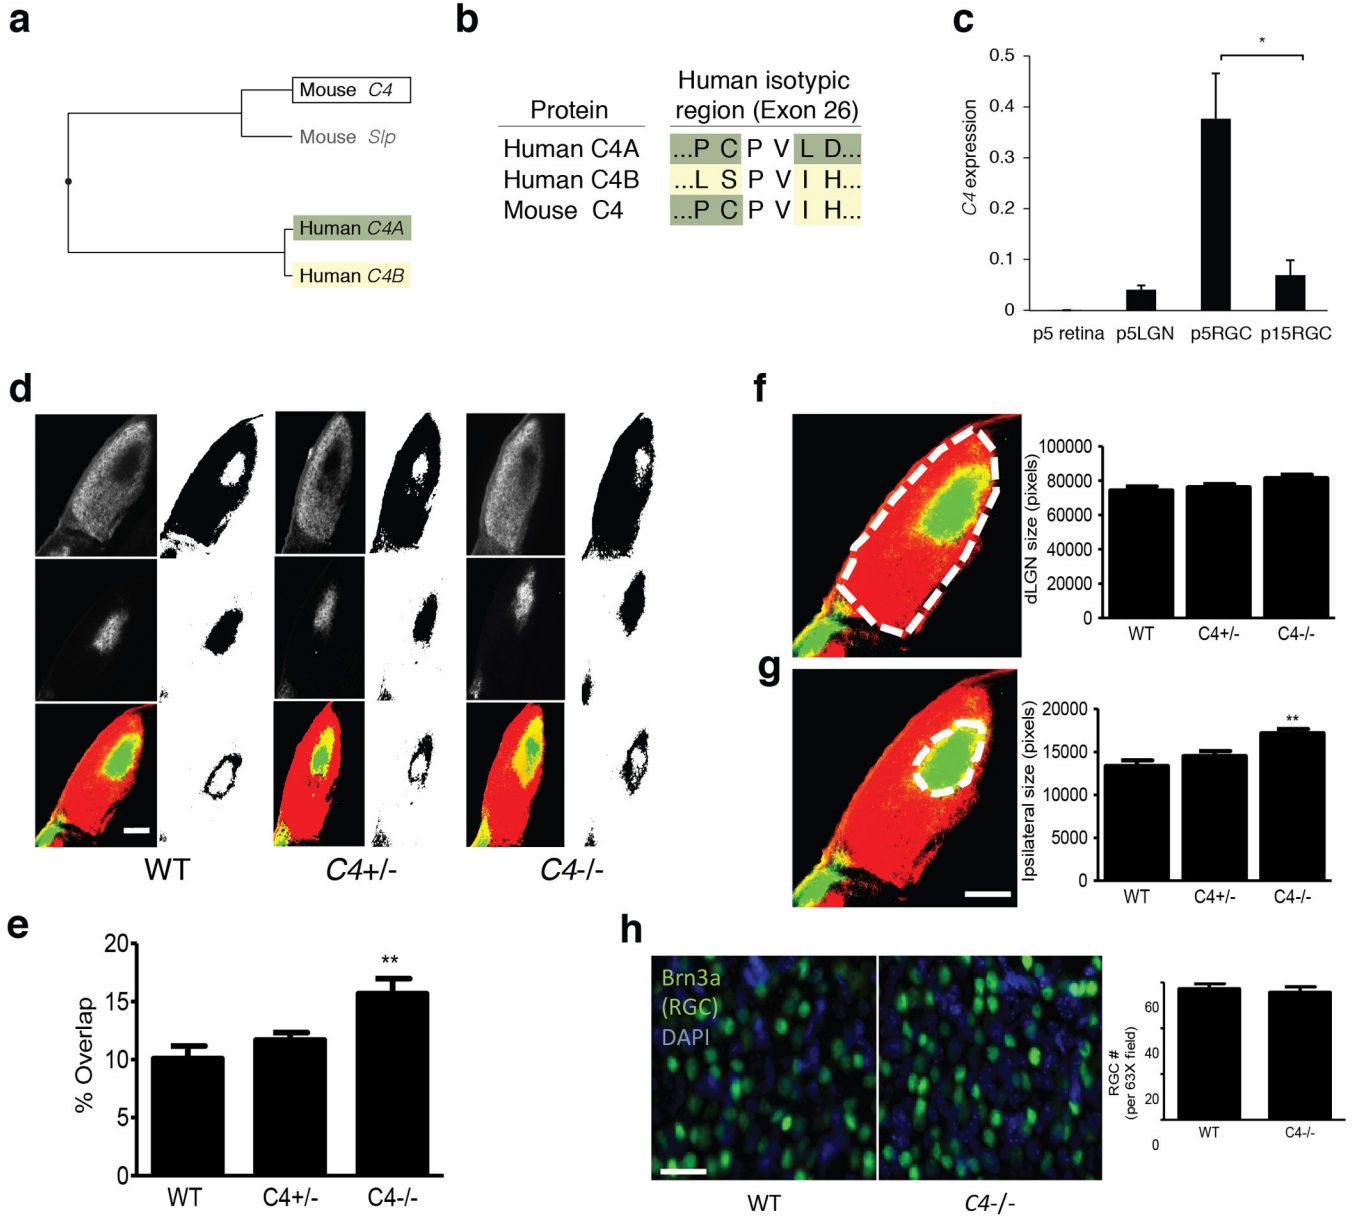 a
Mouse C4
Mouse Slp
Human C4A
Human C4B
b
Human isotypic
Protein
region (Exon 26)
Human C4A
...P C P V L D...
Human C4B
...L S P V I H...
Mouse C4
...P C P V I H...
c
0.5
0.4
0.3
0.2
0.1
0
C4 expression
*
p5 retina
p5LGN
p5RGC
p15RGC
d
WT
C4+/-
C4-/-
e
20
15
10
5
0
% Overlap
**
WT
C4+/-
C4-/-
f
100000
80000
60000
40000
20000
0
dLGN size (pixels)
WT
C4+/-
C4-/-
g
20000
15000
10000
5000
0
Ipsilateral size (pixels)
**
WT
C4+/-
C4-/-
h
Brn3a
(RGC)
DAPI
WT
C4-/-
60
40
20
0
RGC #
(per 63X field)
WT
C4-/-